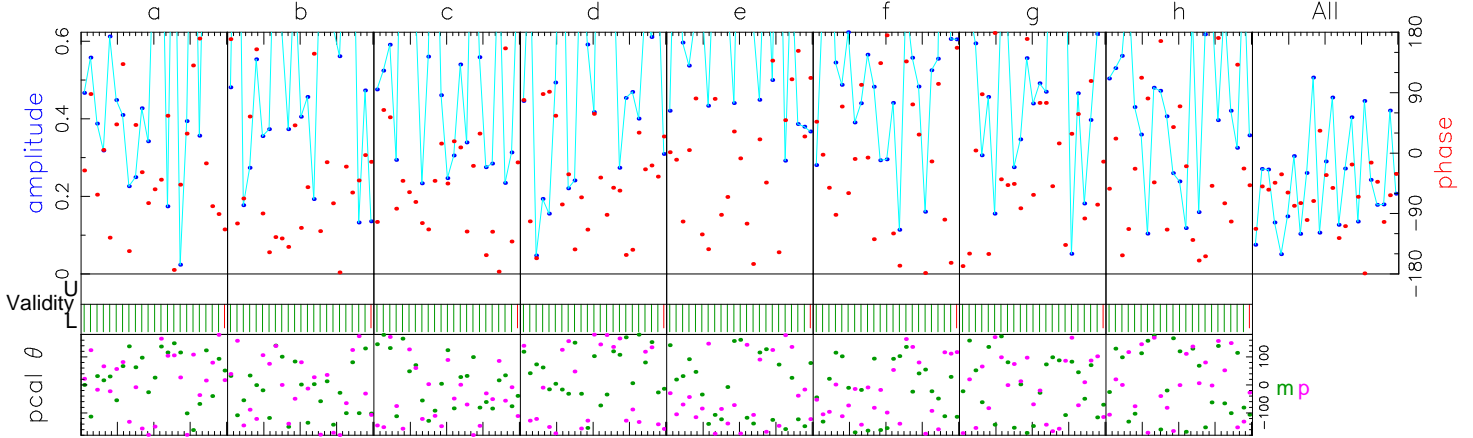 a b c d e f g h All
amplitude
0 0.2 0.4 0.6
180 90 0 −90 −180
phase
U
Validity
L
pcal θ
100 0 −100
m p